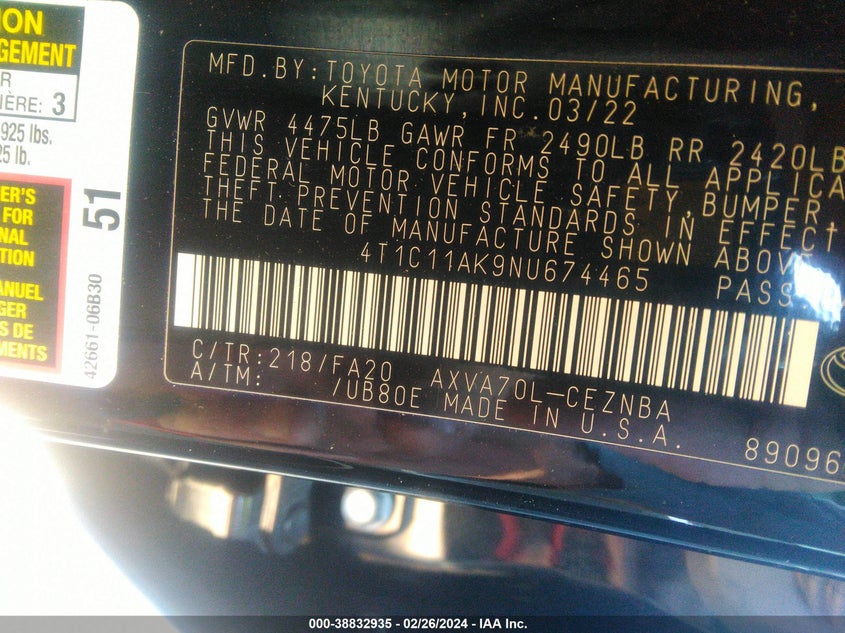 ION
GEMENT
R
IÈRE: 3
925 lbs.
25 lb.
ER'S
FOR
NAL
TION
ANUEL
GER
S DE
MENTS
51
42661-06B30
MFD.BY:TOYOTA MOTOR MANUFACTURING,
KENTUCKY,INC.03/22
GVWR 4475LB GAWR FR 2490LB RR 2420LB
THIS VEHICLE CONFORMS TO ALL APPLICA
FEDERAL MOTOR VEHICLE SAFETY,BUMPER
THEFT PREVENTION STANDARDS IN EFFECT
THE DATE OF MANUFACTURE SHOWN ABOVE
4T1C11AK9NU674465 PASS
C/TR:218/FA20 AXVA70L-CEZNBA
A/TM: /UB80E MADE IN U.S.A.
89096
000-38832935 - 02/26/2024 - IAA Inc.